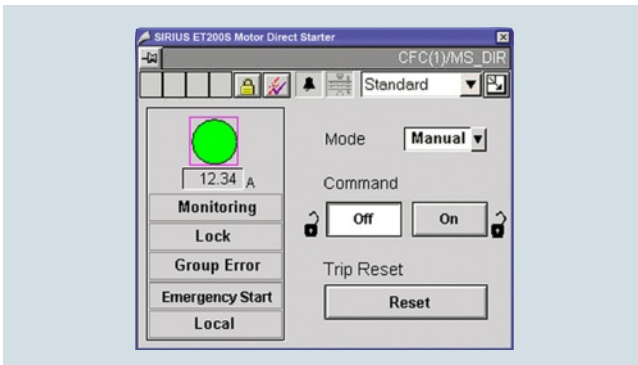 SIRIUS ET200S Motor Direct Starter
CFC(1)/MS_DIR
Standard
Mode Manual
12.34 A
Command
Monitoring
Off On
Lock
Group Error
Trip Reset
Emergency Start
Reset
Local